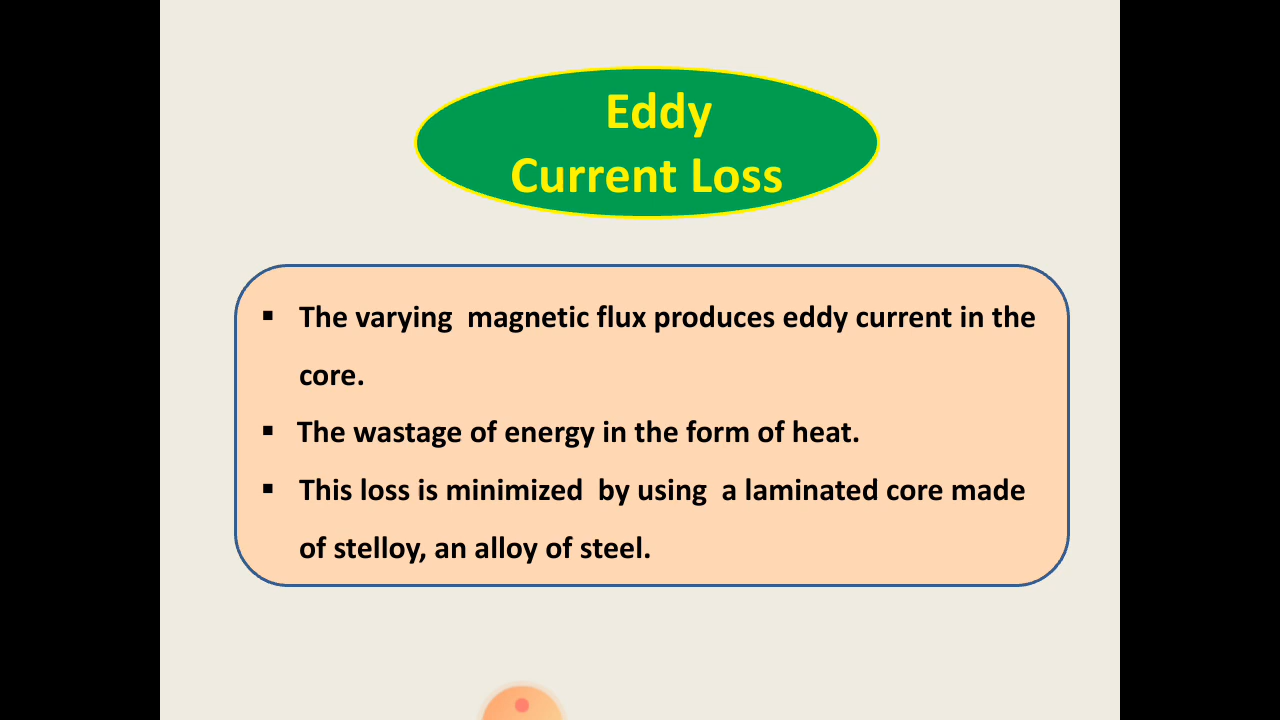 Eddy
Current Loss
▪ The varying magnetic flux produces eddy current in the
core.
▪ The wastage of energy in the form of heat.
▪ This loss is minimized by using a laminated core made
of stelloy, an alloy of steel.